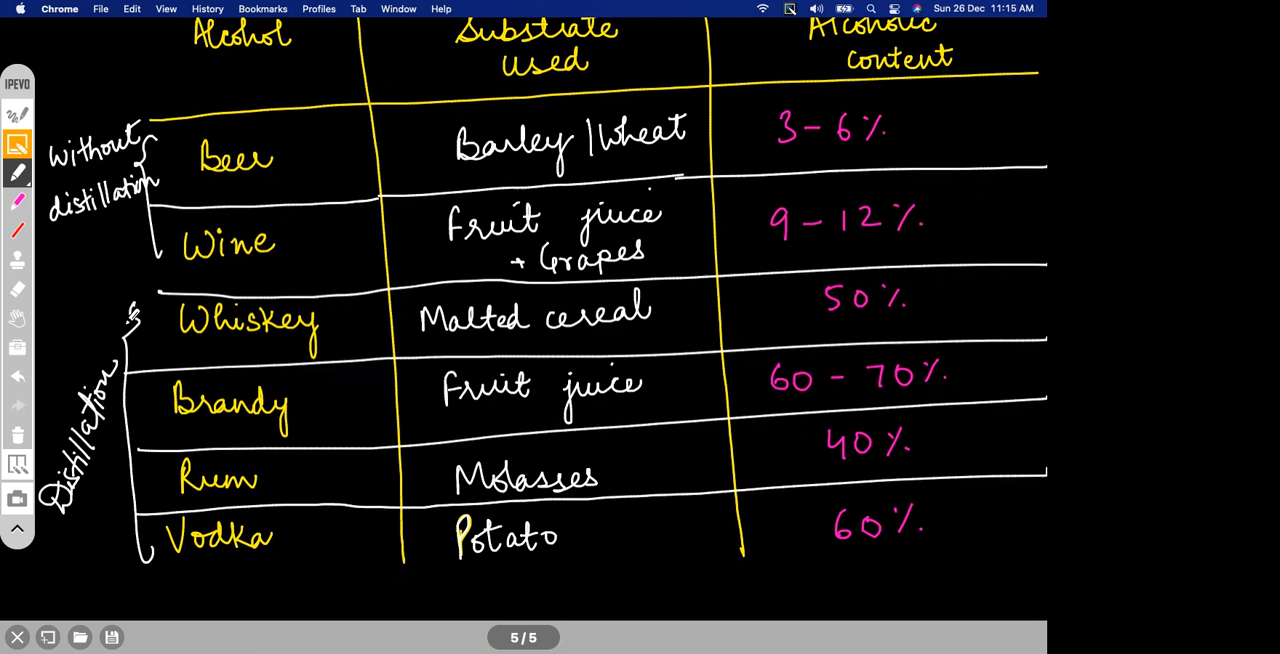 Chrome File Edit View History Bookmarks Profiles Tab Window Help Sun 26 Dec 11:15 AM
IPEVO
Alcohol Substrate Used Alcoholic content
Without distillation
Beer Barley / Wheat 3 - 6 %.
Wine Fruit jiuce + Grapes 9 - 12 %.
Distillation
Whiskey Malted cereal 50 %.
Brandy Fruit juice 60 - 70 %.
Rum Molasses 40 %.
Vodka Potato 60 %.
5/5